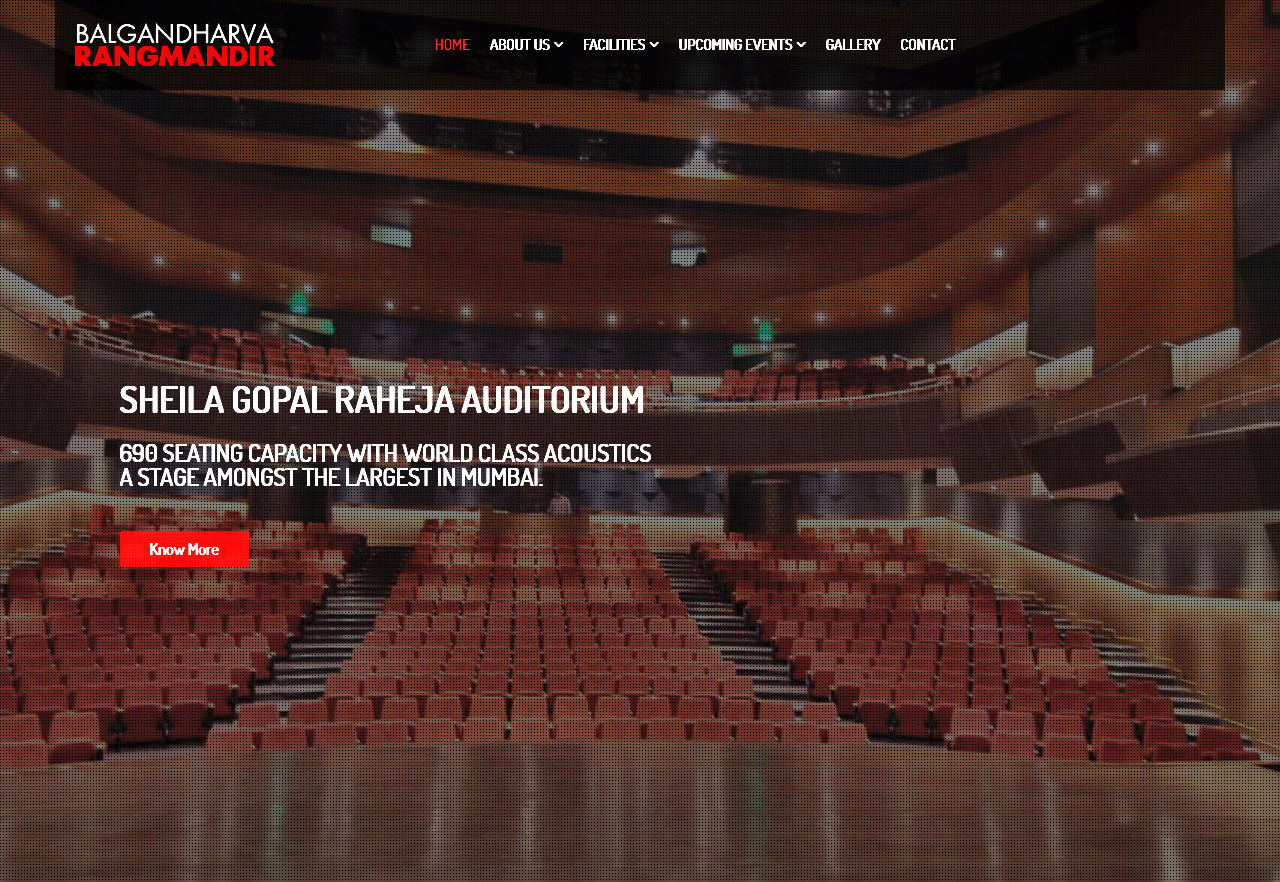 BALGANDHARVA
RANGMANDIR
HOME ABOUT US FACILITIES UPCOMING EVENTS GALLERY CONTACT
SHEILA GOPAL RAHEJA AUDITORIUM
690 SEATING CAPACITY WITH WORLD CLASS ACOUSTICS
A STAGE AMONGST THE LARGEST IN MUMBAI.
Know More